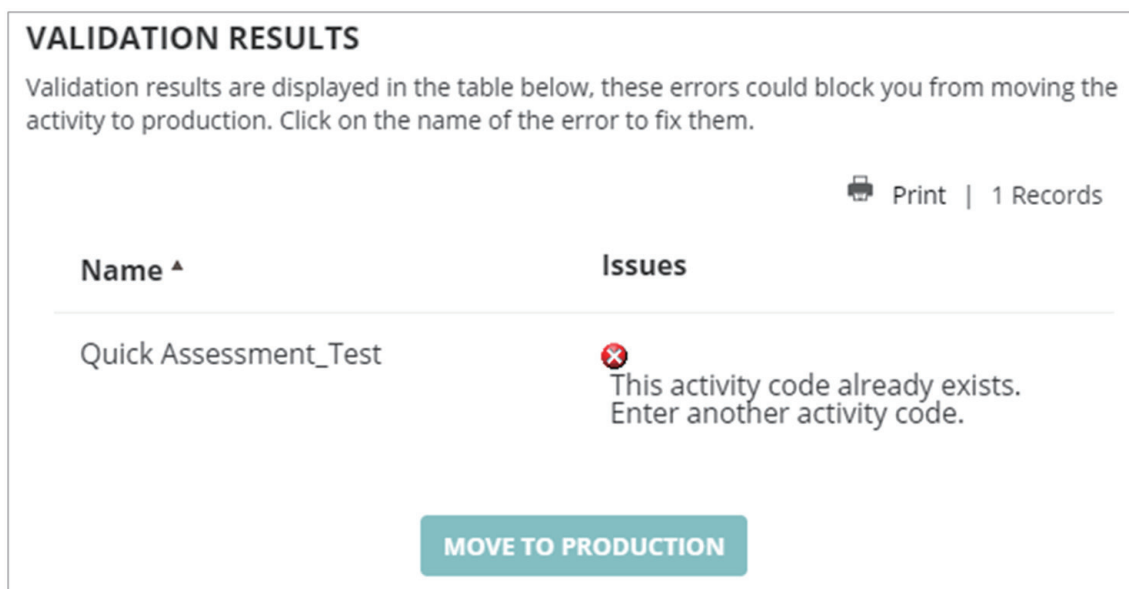 VALIDATION RESULTS
Validation results are displayed in the table below, these errors could block you from moving the
activity to production. Click on the name of the error to fix them.
Print | 1 Records
Name ▲ Issues
Quick Assessment_Test
This activity code already exists.
Enter another activity code.
MOVE TO PRODUCTION